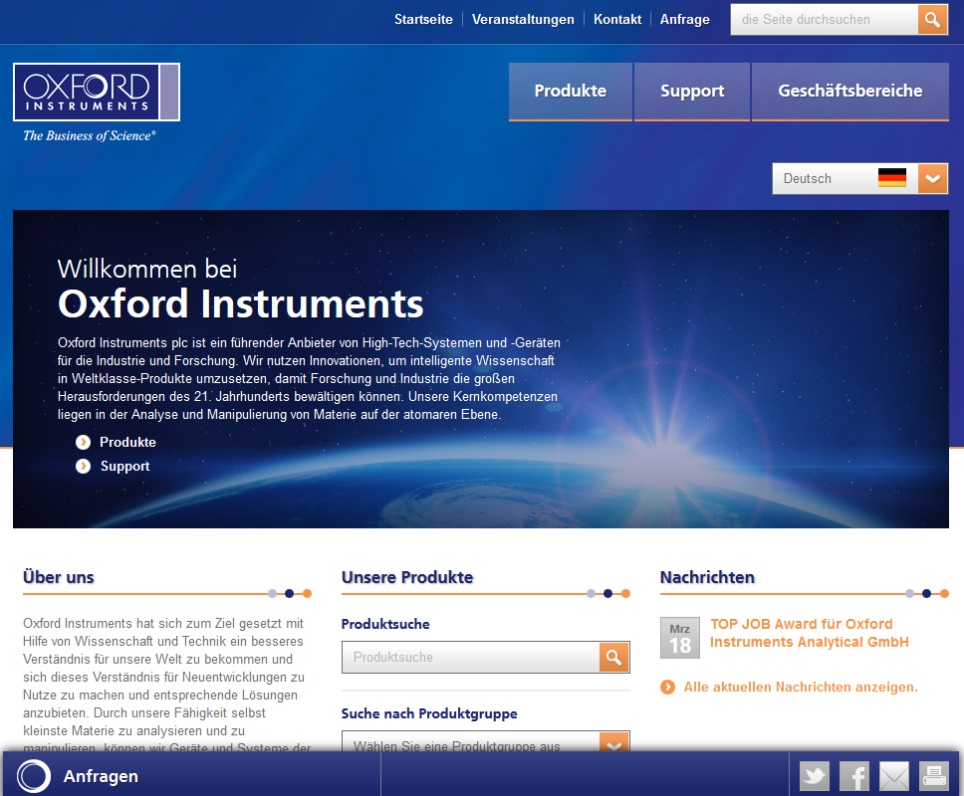 Startseite
Veranstaltungen
Kontakt
Anfrage
die Seite durchsuchen
OXFORD
INSTRUMENTS
The Business of Science®
Produkte
Support
Geschäftsbereiche
Deutsch
Willkommen bei
Oxford Instruments
Oxford Instruments plc ist ein führender Anbieter von High-Tech-Systemen und -Geräten
für die Industrie und Forschung. Wir nutzen Innovationen, um intelligente Wissenschaft
in Weltklasse-Produkte umzusetzen, damit Forschung und Industrie die großen
Herausforderungen des 21. Jahrhunderts bewältigen können. Unsere Kernkompetenzen
liegen in der Analyse und Manipulierung von Materie auf der atomaren Ebene.
Produkte
Support
Über uns
Oxford Instruments hat sich zum Ziel gesetzt mit
Hilfe von Wissenschaft und Technik ein besseres
Verständnis für unsere Welt zu bekommen und
sich dieses Verständnis für Neuentwicklungen zu
Nutze zu machen und entsprechende Lösungen
anzubieten. Durch unsere Fähigkeit selbst
kleinste Materie zu analysieren und zu
manipulieren, können wir Geräte und Systeme der
Unsere Produkte
Produktsuche
Produktsuche
Suche nach Produktgruppe
Wählen Sie eine Produktgruppe aus
Nachrichten
Mrz
18
TOP JOB Award für Oxford
Instruments Analytical GmbH
Alle aktuellen Nachrichten anzeigen.
Anfragen